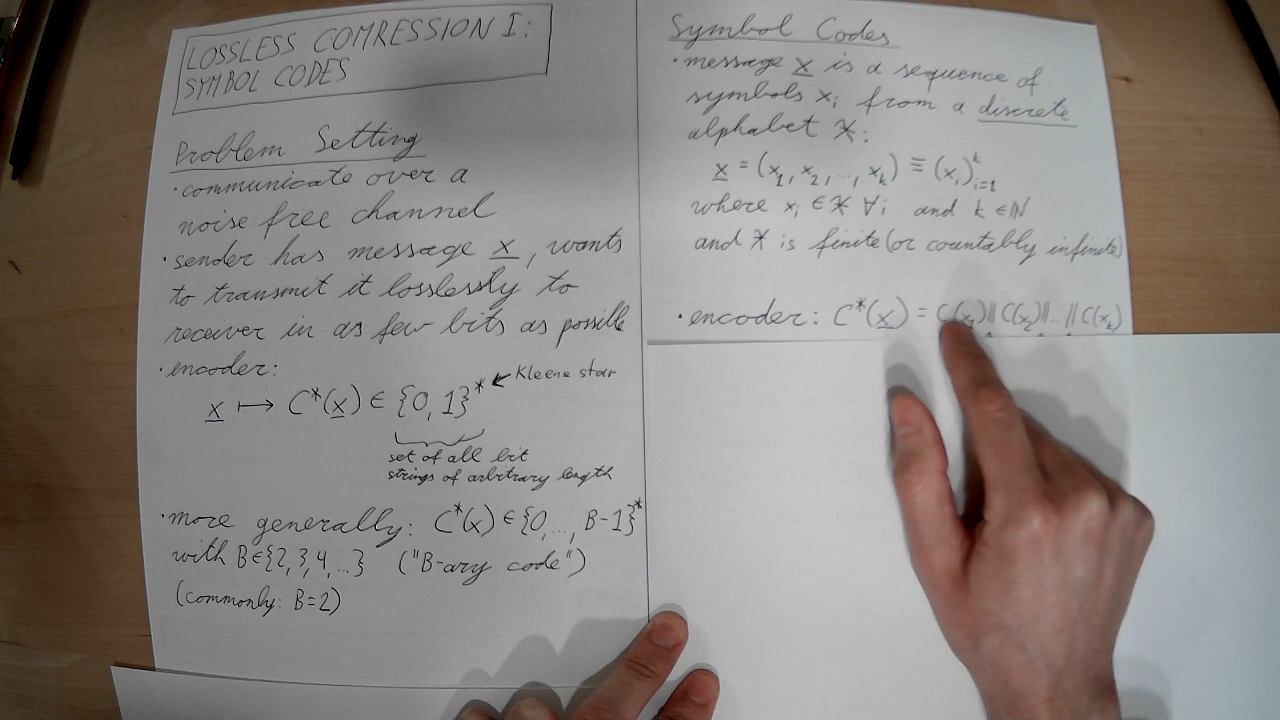 LOSSLESS COMRESSION I:
SYMBOL CODES
Problem Setting
· communicate over a
noise free channel
· sender has message x, wants
to transmit it losslessly to
receiver in as few bits as possible
· encoder:
x ↦ C*(x) ∈ {0,1}* ← Kleene star
set of all bit
strings of arbitrary length
· more generally: C*(x) ∈ {0,..., B-1}*
with B∈{2,3,4,...} ("B-ary code")
(commonly: B=2)
Symbol Codes
· message x is a sequence of
symbols xᵢ from a discrete
alphabet X:
x = (x₁, x₂, ..., xₖ) ≡ (xᵢ)ᵏᵢ₌₁
where xᵢ ∈ X ∀i and k ∈ ℕ
and X is finite (or countably infinite)
· encoder: C*(x) = C(x₁)||C(x₂)||...||C(xₖ)